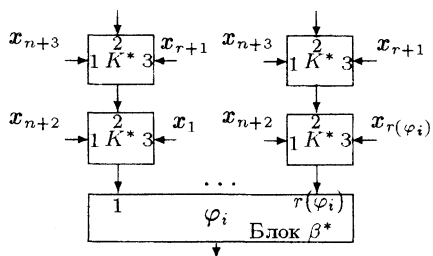 x_{n+3} 2 x_{r+1} x_{n+3} 2 x_{r+1}
1 K* 3 1 K* 3
x_{n+2} 2 x_1 x_{n+2} 2 x_{r(φ_i)}
1 K* 3 1 K* 3
. . .
1 φ_i r(φ_i)
Блок β*